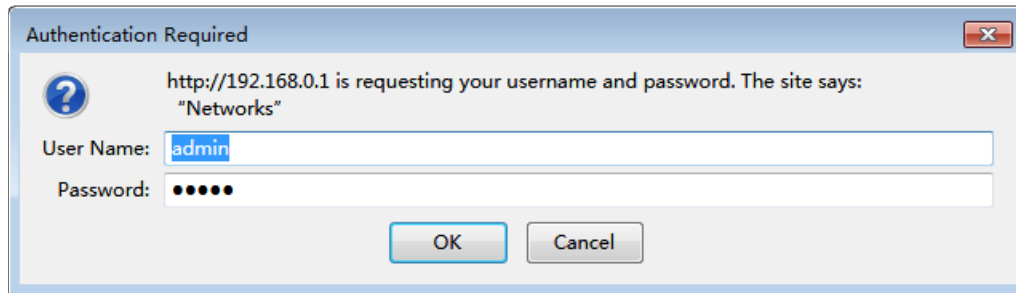 Authentication Required
http://192.168.0.1 is requesting your username and password. The site says:
“Networks”
User Name: admin
Password: ●●●●●
OK Cancel